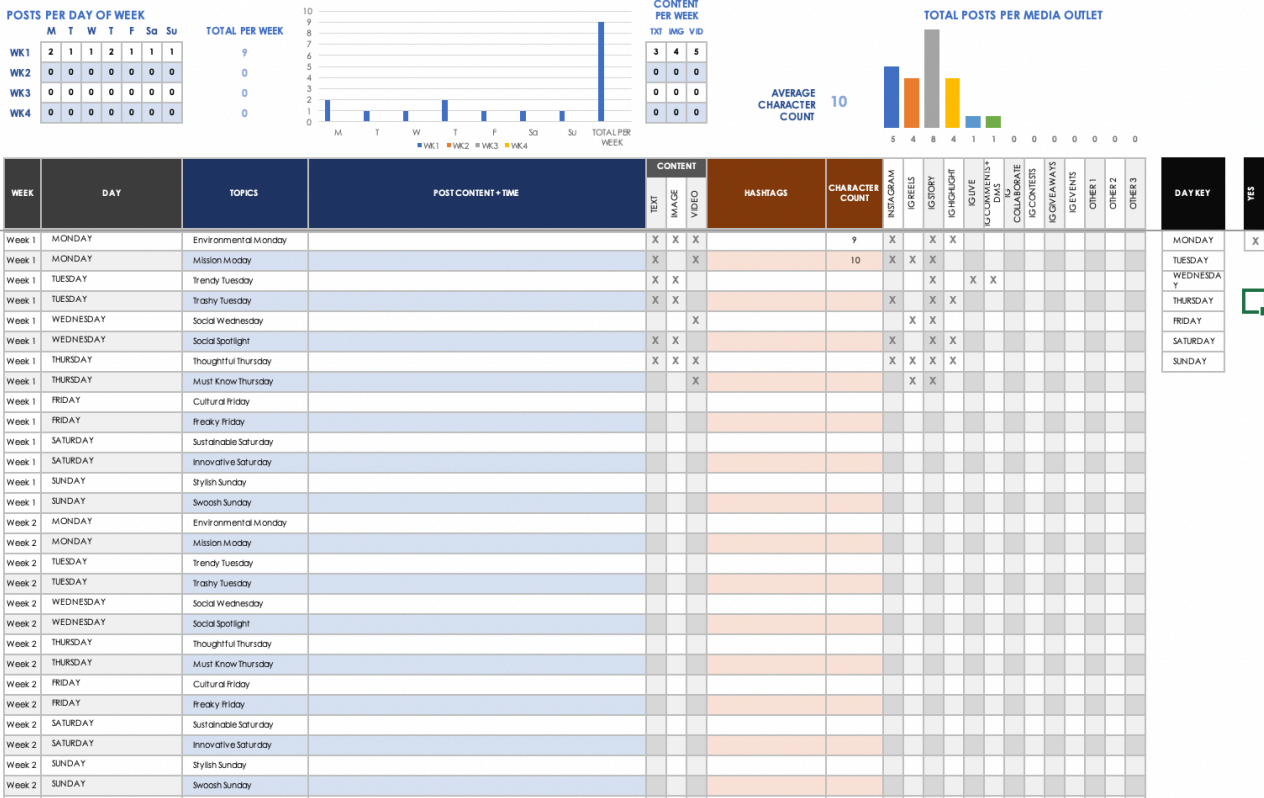 POSTS PER DAY OF WEEK
M T W T F Sa Su
TOTAL PER WEEK
WK1 2 1 1 2 1 1 1 9
WK2 0 0 0 0 0 0 0 0
WK3 0 0 0 0 0 0 0 0
WK4 0 0 0 0 0 0 0 0
10
9
8
7
6
5
4
3
2
1
0
M T W T F Sa Su TOTAL PER
WEEK
WK1 WK2 WK3 WK4
CONTENT
PER WEEK
TXT IMG VID
3 4 5
0 0 0
0 0 0
0 0 0
AVERAGE
CHARACTER
COUNT
10
TOTAL POSTS PER MEDIA OUTLET
5 4 8 4 1 1 0 0 0 0 0 0 0
WEEK DAY TOPICS POST CONTENT + TIME CONTENT HASHTAGS CHARACTER
COUNT
TEXT IMAGE VIDEO
INSTAGRAM
IG REELS
IG STORY
IG HIGHLIGHT
IG LIVE
IG COMMENTS +
DMS
IG
COLLABORATE
IG CONTESTS
IG GIVEAWAYS
IG EVENTS
OTHER 1
OTHER 2
OTHER 3
DAY KEY
YES
Week 1 MONDAY Environmental Monday X X X 9 X X X MONDAY X
Week 1 MONDAY Mission Moday X X 10 X X X TUESDAY
Week 1 TUESDAY Trendy Tuesday X X X X X WEDNESDA
Y
Week 1 TUESDAY Trashy Tuesday X X X X X THURSDAY
Week 1 WEDNESDAY Social Wednesday X X X FRIDAY
Week 1 WEDNESDAY Social Spotlight X X X X X SATURDAY
Week 1 THURSDAY Thoughtful Thursday X X X X X X X SUNDAY
Week 1 THURSDAY Must Know Thursday X X X
Week 1 FRIDAY Cultural Friday
Week 1 FRIDAY Freaky Friday
Week 1 SATURDAY Sustainable Saturday
Week 1 SATURDAY Innovative Saturday
Week 1 SUNDAY Stylish Sunday
Week 1 SUNDAY Swoosh Sunday
Week 2 MONDAY Environmental Monday
Week 2 MONDAY Mission Moday
Week 2 TUESDAY Trendy Tuesday
Week 2 TUESDAY Trashy Tuesday
Week 2 WEDNESDAY Social Wednesday
Week 2 WEDNESDAY Social Spotlight
Week 2 THURSDAY Thoughtful Thursday
Week 2 THURSDAY Must Know Thursday
Week 2 FRIDAY Cultural Friday
Week 2 FRIDAY Freaky Friday
Week 2 SATURDAY Sustainable Saturday
Week 2 SATURDAY Innovative Saturday
Week 2 SUNDAY Stylish Sunday
Week 2 SUNDAY Swoosh Sunday